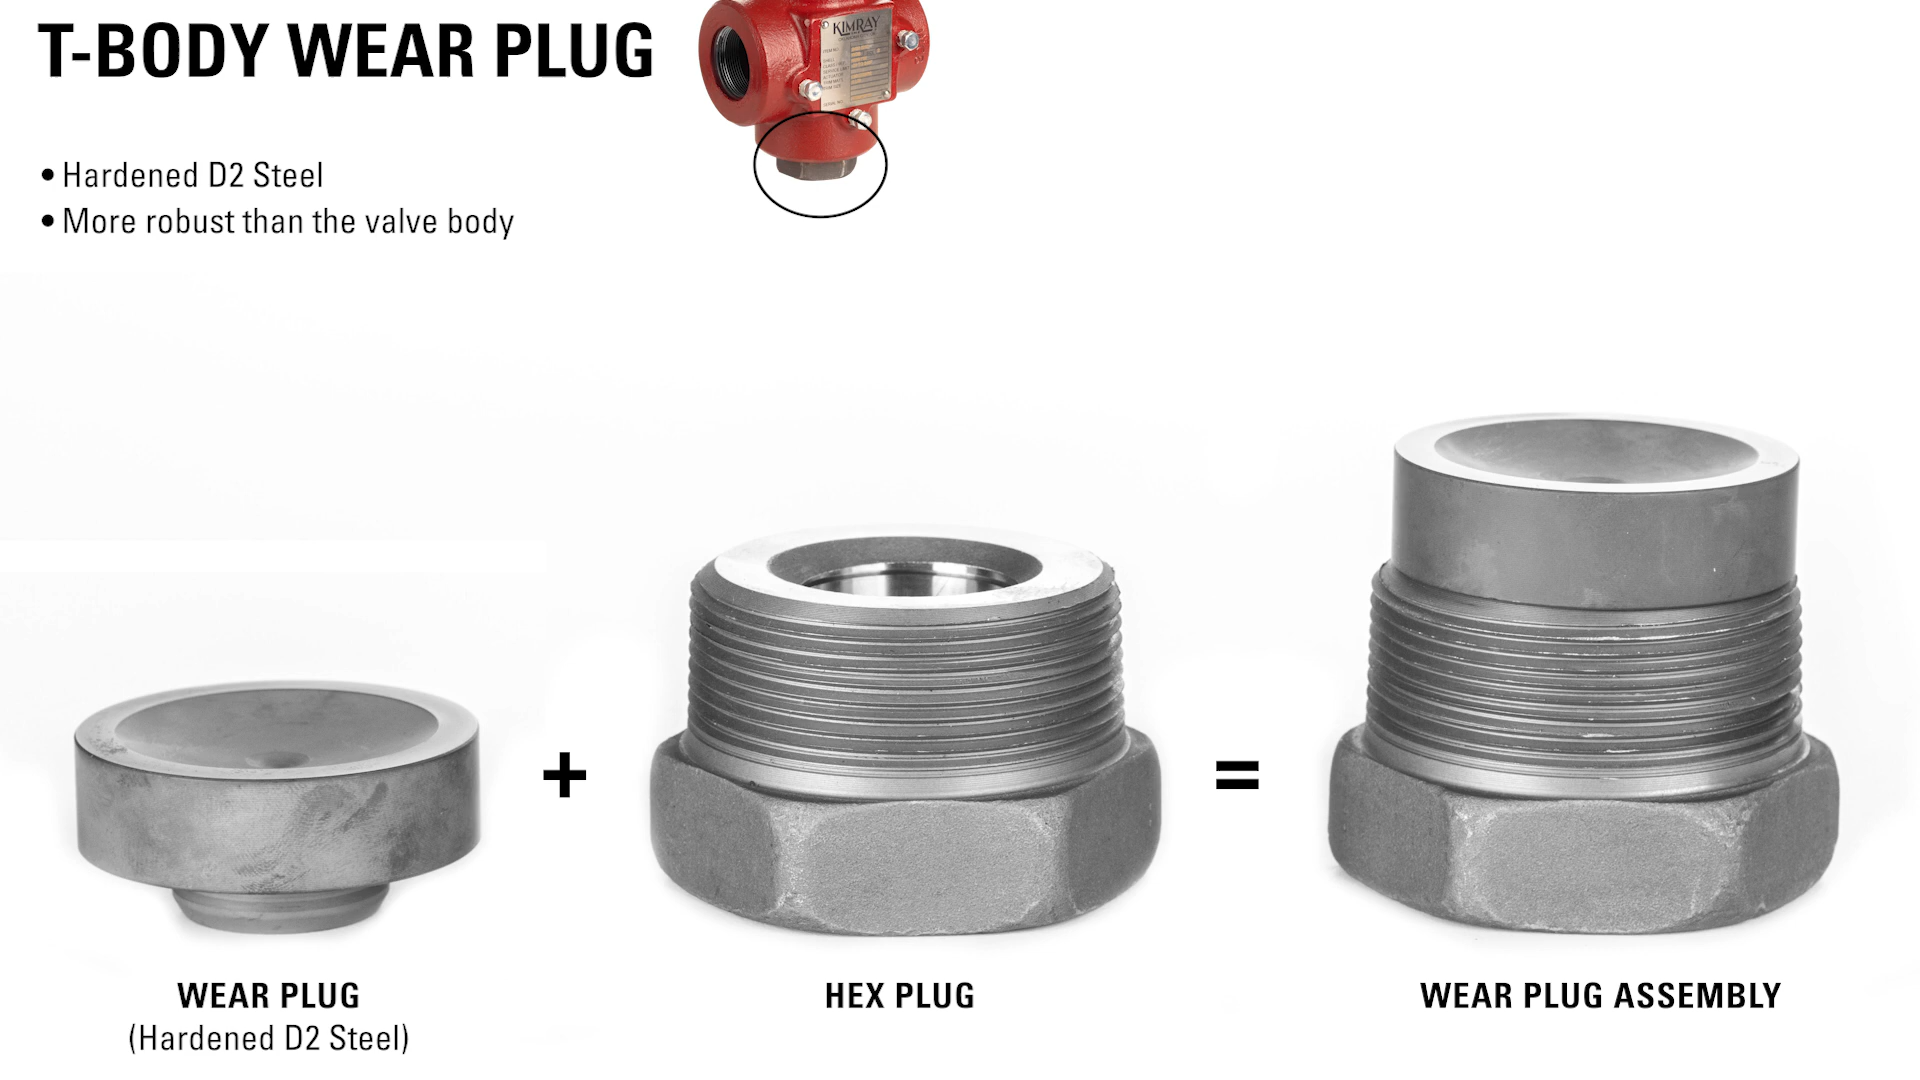 T-BODY WEAR PLUG
KIMRAY
• Hardened D2 Steel
• More robust than the valve body
+
=
WEAR PLUG
(Hardened D2 Steel)
HEX PLUG
WEAR PLUG ASSEMBLY